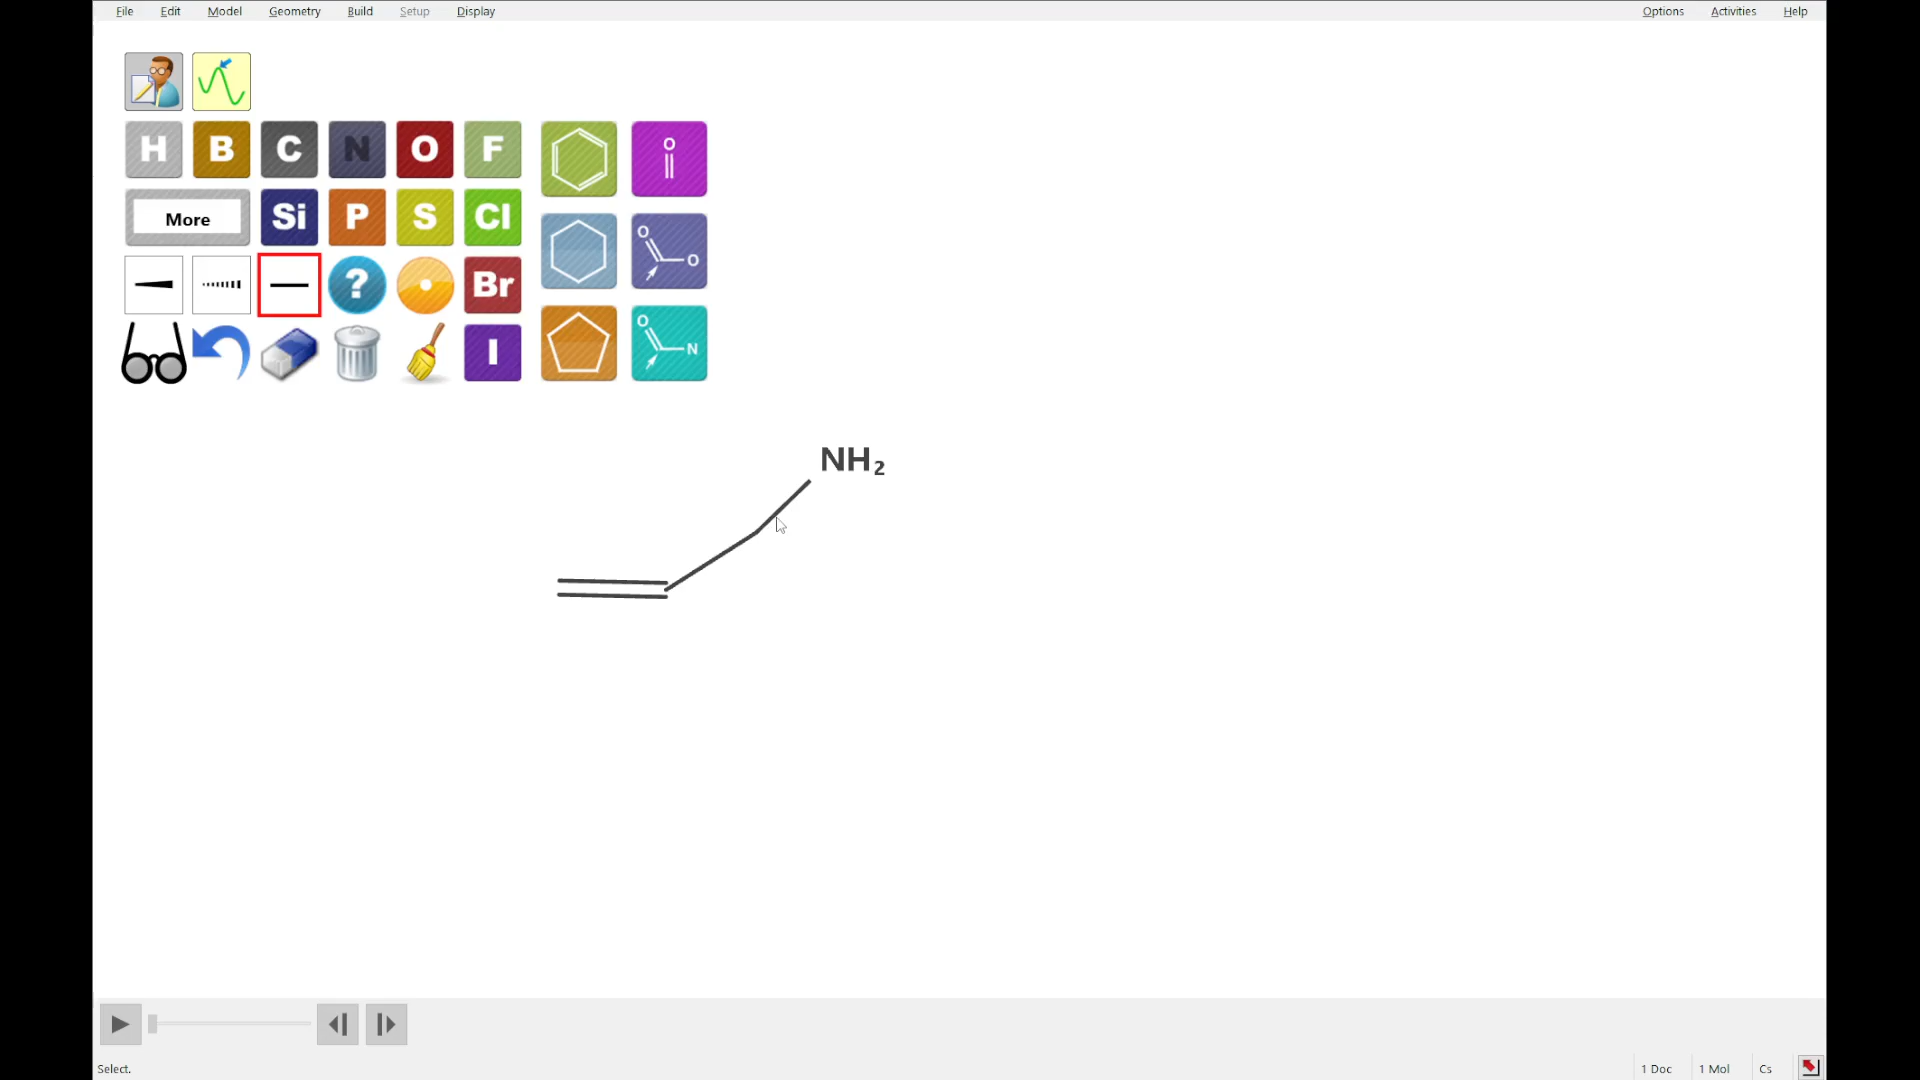 File Edit Model Geometry Build Setup Display Options Activities Help
H B C N O F O
More Si P S Cl O O
? Br
I O N
NH2
Select. 1 Doc 1 Mol Cs